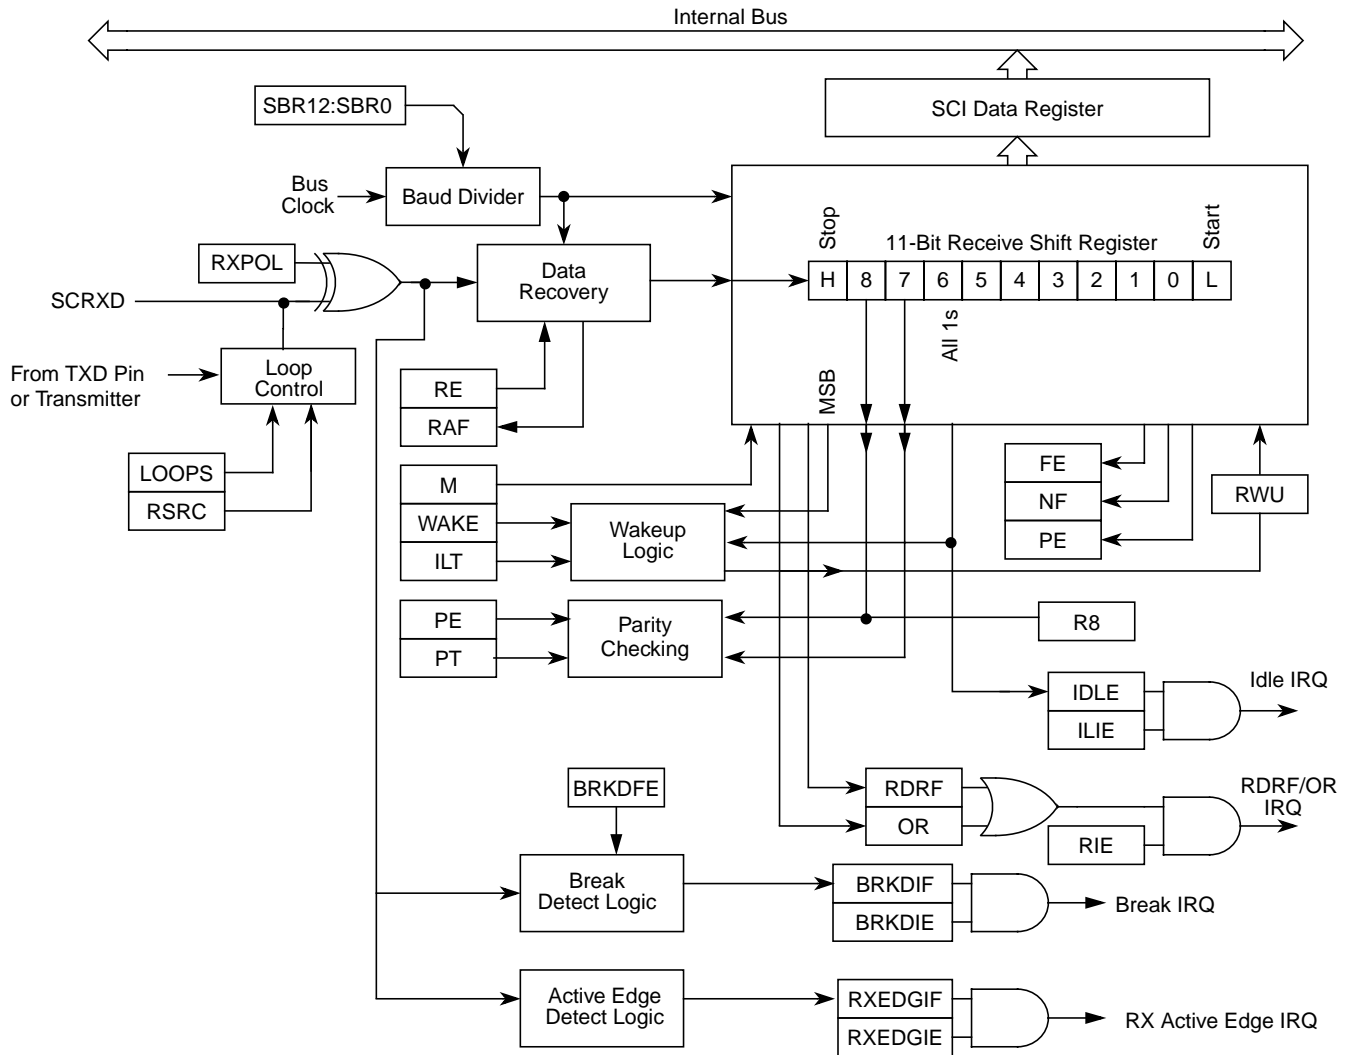 Internal Bus
SBR12:SBR0
SCI Data Register
Bus
Clock
Baud Divider
Stop
11-Bit Receive Shift Register
Start
RXPOL
Data
Recovery
H 8 7 6 5 4 3 2 1 0 L
SCRXD
All 1s
From TXD Pin
or Transmitter
Loop
Control
MSB
RE
RAF
LOOPS
RSRC
M
WAKE
ILT
Wakeup
Logic
FE
NF
PE
RWU
PE
PT
Parity
Checking
R8
IDLE
ILIE
Idle IRQ
BRKDFE
RDRF
OR
RIE
RDRF/OR
IRQ
Break
Detect Logic
BRKDIF
BRKDIE
Break IRQ
Active Edge
Detect Logic
RXEDGIF
RXEDGIE
RX Active Edge IRQ